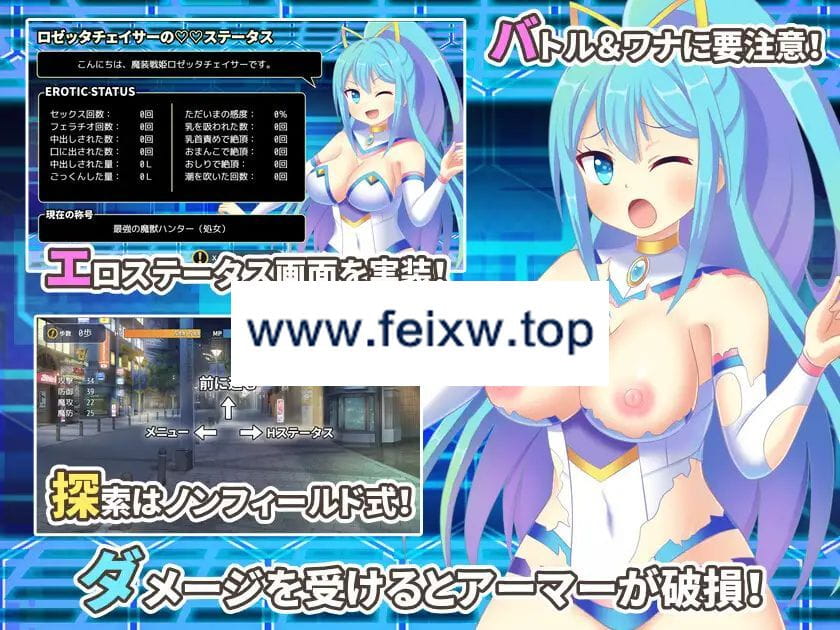 ロゼッタチェイサーの♡♡ステータス
こんにちは、魔装戦姫ロゼッタチェイサーです。
EROTIC STATUS
セックス回数： 0回
フェラチオ回数： 0回
中出しされた数： 0回
口に出された数： 0回
中出しされた量： 0L
ごっくんした量： 0L
ただいまの感度： 0%
乳を吸われた数： 0回
乳首責めで絶頂： 0回
おまんこで絶頂： 0回
おしりで絶頂： 0回
潮を吹いた回数： 0回
現在の称号
最強の魔獣ハンター（処女）
エロステータス画面を実装！
バトル＆ワナに要注意！
www.feixw.top
歩数 0歩
MP
攻撃 34
防御 39
魔攻 22
魔防 25
前に進む
メニュー
Hステータス
探索はノンフィールド式！
ダメージを受けるとアーマーが破損！